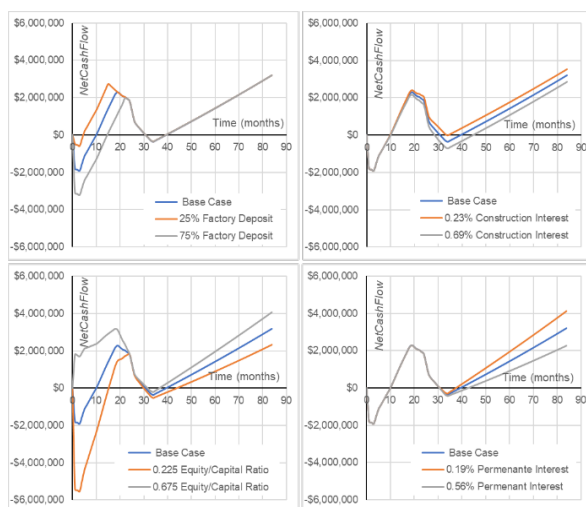 $6,000,000
$4,000,000
$2,000,000
$0
-$2,000,000
-$4,000,000
-$6,000,000
NetCashFlow
Time (months)
0 10 20 30 40 50 60 70 80 90
Base Case
25% Factory Deposit
75% Factory Deposit
$6,000,000
$4,000,000
$2,000,000
$0
-$2,000,000
-$4,000,000
-$6,000,000
NetCashFlow
Time (months)
0 10 20 30 40 50 60 70 80 90
Base Case
0.23% Construction Interest
0.69% Construction Interest
$6,000,000
$4,000,000
$2,000,000
$0
-$2,000,000
-$4,000,000
-$6,000,000
NetCashFlow
Time (months)
0 10 20 30 40 50 60 70 80 90
Base Case
0.225 Equity/Capital Ratio
0.675 Equity/Capital Ratio
$6,000,000
$4,000,000
$2,000,000
$0
-$2,000,000
-$4,000,000
-$6,000,000
NetCashFlow
Time (months)
0 10 20 30 40 50 60 70 80 90
Base Case
0.19% Permenante Interest
0.56% Permenant Interest